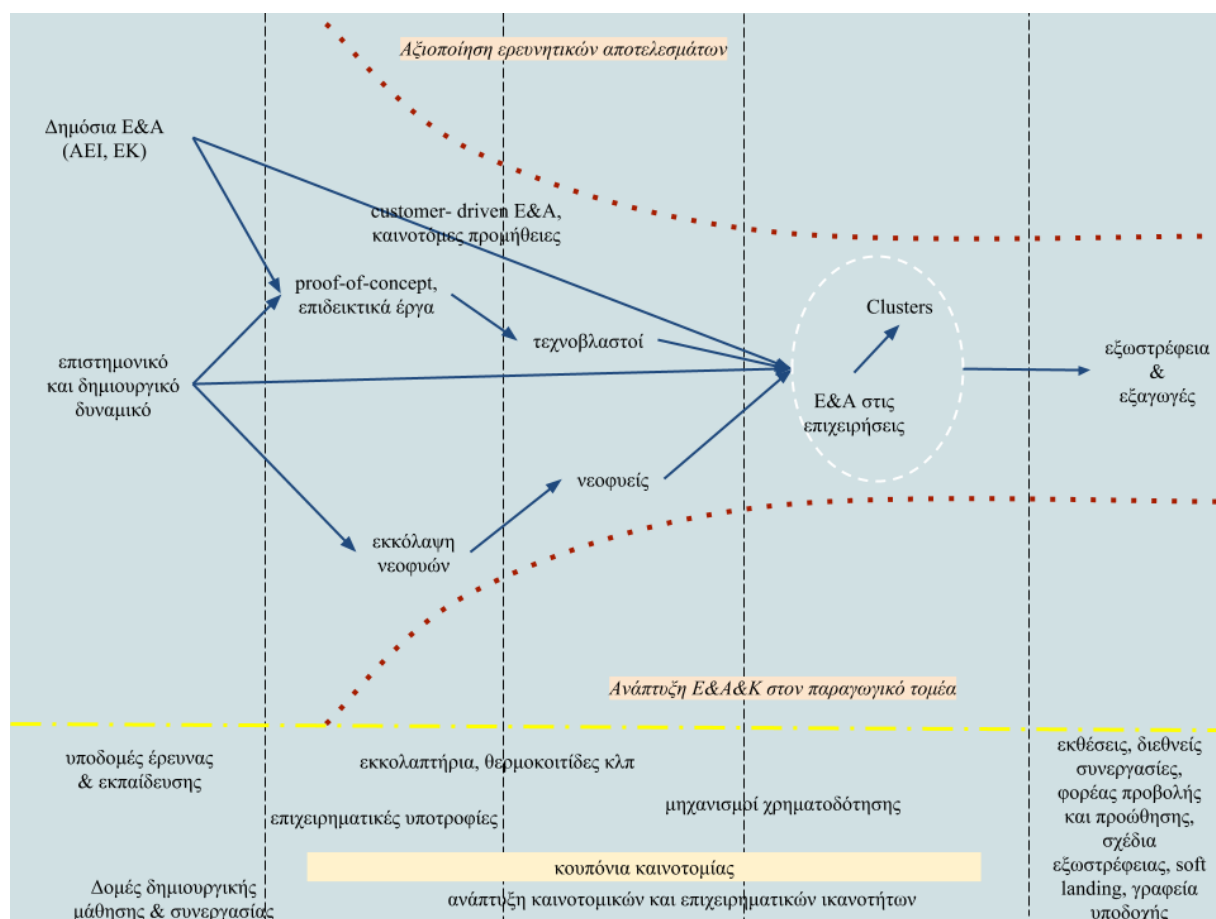 Αξιοποίηση ερευνητικών αποτελεσμάτων
Δημόσια Ε&Α
(ΑΕΙ, ΕΚ)
customer- driven Ε&Α,
καινοτόμες προμήθειες
proof-of-concept,
επιδεικτικά έργα
Clusters
τεχνοβλαστοί
επιστημονικό
και δημιουργικό
δυναμικό
εξωστρέφεια
&
εξαγωγές
Ε&Α στις
επιχειρήσεις
νεοφυείς
εκκόλαψη
νεοφυών
Ανάπτυξη Ε&Α&Κ στον παραγωγικό τομέα
υποδομές έρευνας
& εκπαίδευσης
εκκολαπτήρια, θερμοκοιτίδες κλπ
μηχανισμοί χρηματοδότησης
επιχειρηματικές υποτροφίες
κουπόνια καινοτομίας
Δομές δημιουργικής
μάθησης & συνεργασίας
ανάπτυξη καινοτομικών και επιχειρηματικών ικανοτήτων
εκθέσεις, διεθνείς
συνεργασίες,
φορέας προβολής
και προώθησης,
σχέδια
εξωστρέφειας, soft
landing, γραφεία
υποδοχής